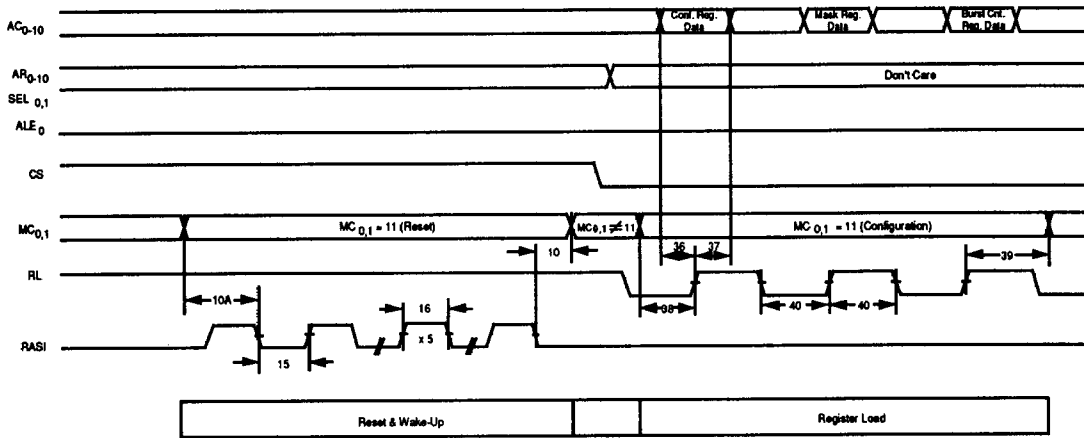 AC0-10
Conf. Reg.
Data
Mask Reg.
Data
Burst Cnt.
Reg. Data
AR0-10
Don't Care
SEL 0,1
ALE 0
CS
MC0,1
MC 0,1 = 11 (Reset)
MC0,1 ≠ 11
MC 0,1 = 11 (Configuration)
36
37
10
39
RL
10A
38
40
40
16
RASI
x 5
15
Reset & Wake-Up
Register Load